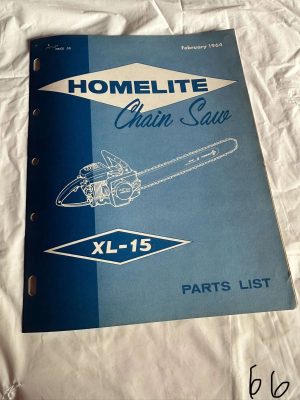 February 1964
HOMELITE
Chain Saw
XL-15
PARTS LIST
66